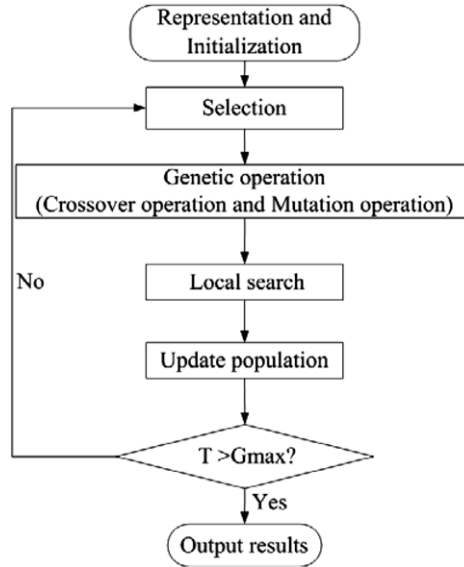 Representation and
Initialization
Selection
Genetic operation
(Crossover operation and Mutation operation)
Local search
No
Update population
T >Gmax?
Yes
Output results